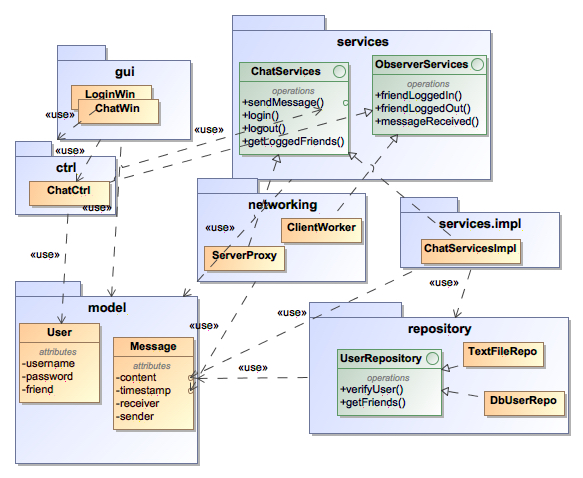 services
gui
LoginWin
ChatWin
ChatServices
operations
+sendMessage()
+login()
+logout()
+getLoggedFriends()
ObserverServices
operations
+friendLoggedIn()
+friendLoggedOut()
+messageReceived()
«use»
«use»
«use»
ctrl
ChatCtrl
«use»
«use»
networking
ClientWorker
ServerProxy
services.impl
ChatServicesImpl
«use»
«use»
«use»
model
User
attributes
-username
-password
-friend
Message
attributes
-content
-timestamp
-receiver
-sender
«use»
«use»
«use»
repository
UserRepository
operations
+verifyUser()
+getFriends()
TextFileRepo
DbUserRepo